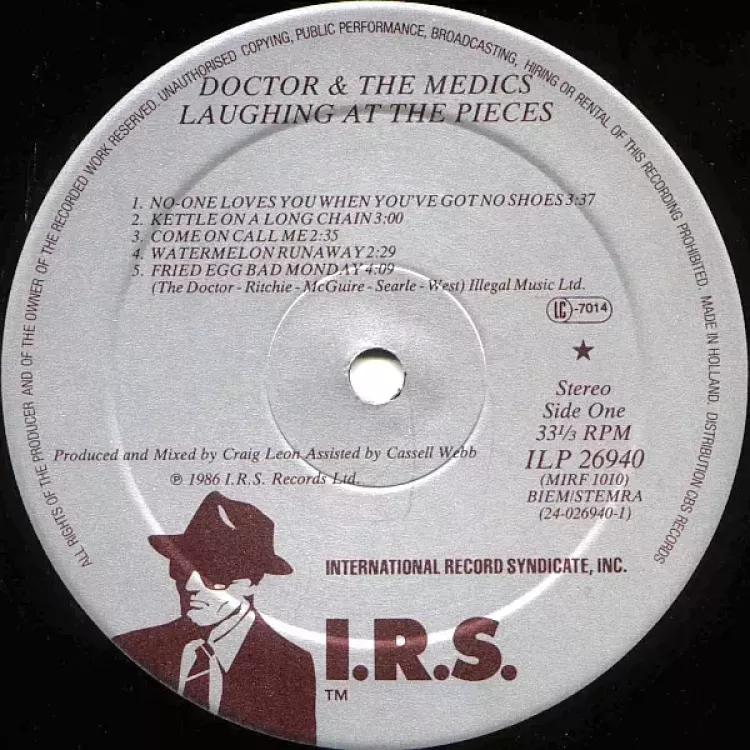 ALL RIGHTS OF THE PRODUCER AND OF THE OWNER OF THE RECORDED WORK RESERVED. UNAUTHORISED COPYING, PUBLIC PERFORMANCE, BROADCASTING, HIRING OR RENTAL OF THIS RECORDING PROHIBITED. MADE IN HOLLAND. DISTRIBUTION CBS RECORDS
DOCTOR & THE MEDICS
LAUGHING AT THE PIECES
1. NO-ONE LOVES YOU WHEN YOU'VE GOT NO SHOES 3:37
2. KETTLE ON A LONG CHAIN 3:00
3. COME ON CALL ME 2:35
4. WATERMELON RUNAWAY 2:29
5. FRIED EGG BAD MONDAY 4:09
(The Doctor - Ritchie - McGuire - Searle - West) Illegal Music Ltd.
LC -7014
★
Stereo
Side One
33⅓ RPM
ILP 26940
(MIRF 1010)
BIEM/STEMRA
(24-026940-1)
Produced and Mixed by Craig Leon Assisted by Cassell Webb
℗ 1986 I.R.S. Records Ltd.
INTERNATIONAL RECORD SYNDICATE, INC.
I.R.S.
TM